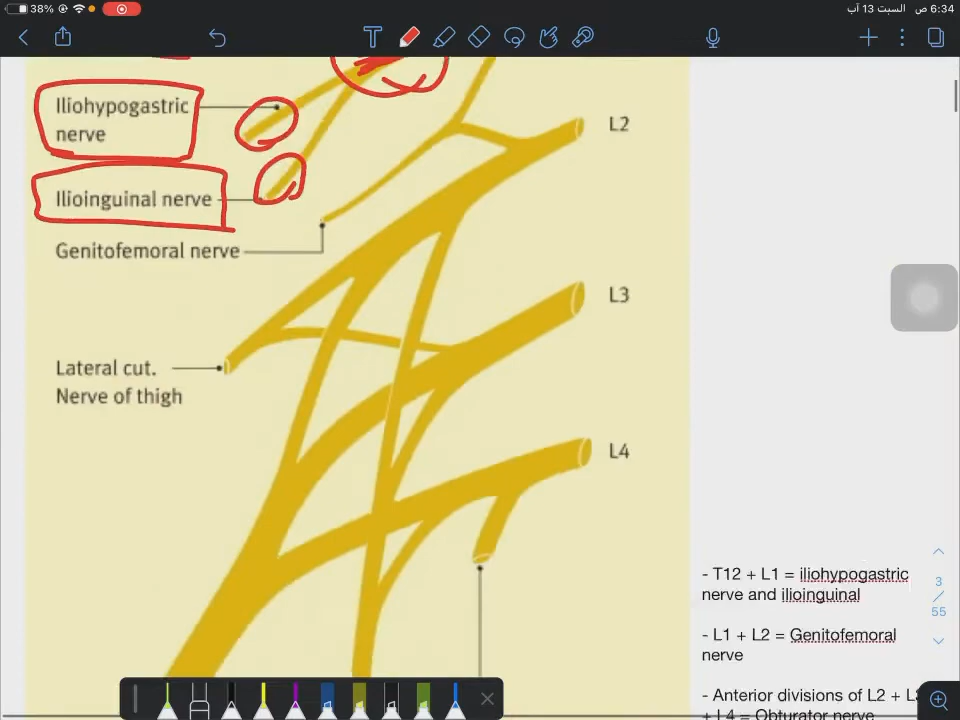 38%
6:34 ص السبت 13 آب
Iliohypogastric
nerve
L2
Ilioinguinal nerve
Genitofemoral nerve
L3
Lateral cut.
Nerve of thigh
L4
- T12 + L1 = iliohypogastric
nerve and ilioinguinal
- L1 + L2 = Genitofemoral
nerve
- Anterior divisions of L2 + L3
+ L4 = Obturator nerve
3
/
55